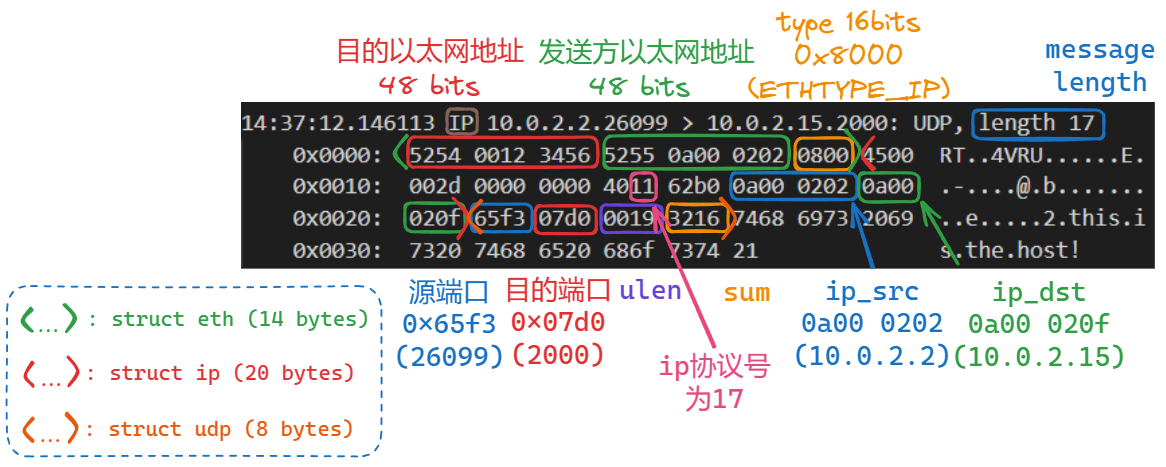 目的以太网地址
48 bits
发送方以太网地址
48 bits
type 16bits
0x8000
(ETHTYPE_IP)
message
length
14:37:12.146113 IP 10.0.2.2.26099 > 10.0.2.15.2000: UDP, length 17
0x0000: 5254 0012 3456 5255 0a00 0202 0800 4500 RT..4VRU......E.
0x0010: 002d 0000 0000 4011 62b0 0a00 0202 0a00 .-....@.b.......
0x0020: 020f 65f3 07d0 0019 3216 7468 6973 2069 ..e.....2.this.i
0x0030: 7320 7468 6520 686f 7374 21 s.the.host!
源端口
0×65f3
(26099)
目的端口
0×07d0
(2000)
ulen
sum
ip_src
0a00 0202
(10.0.2.2)
ip_dst
0a00 020f
(10.0.2.15)
ip协议号
为17
<...>: struct eth (14 bytes)
<...>: struct ip (20 bytes)
<...>: struct udp (8 bytes)